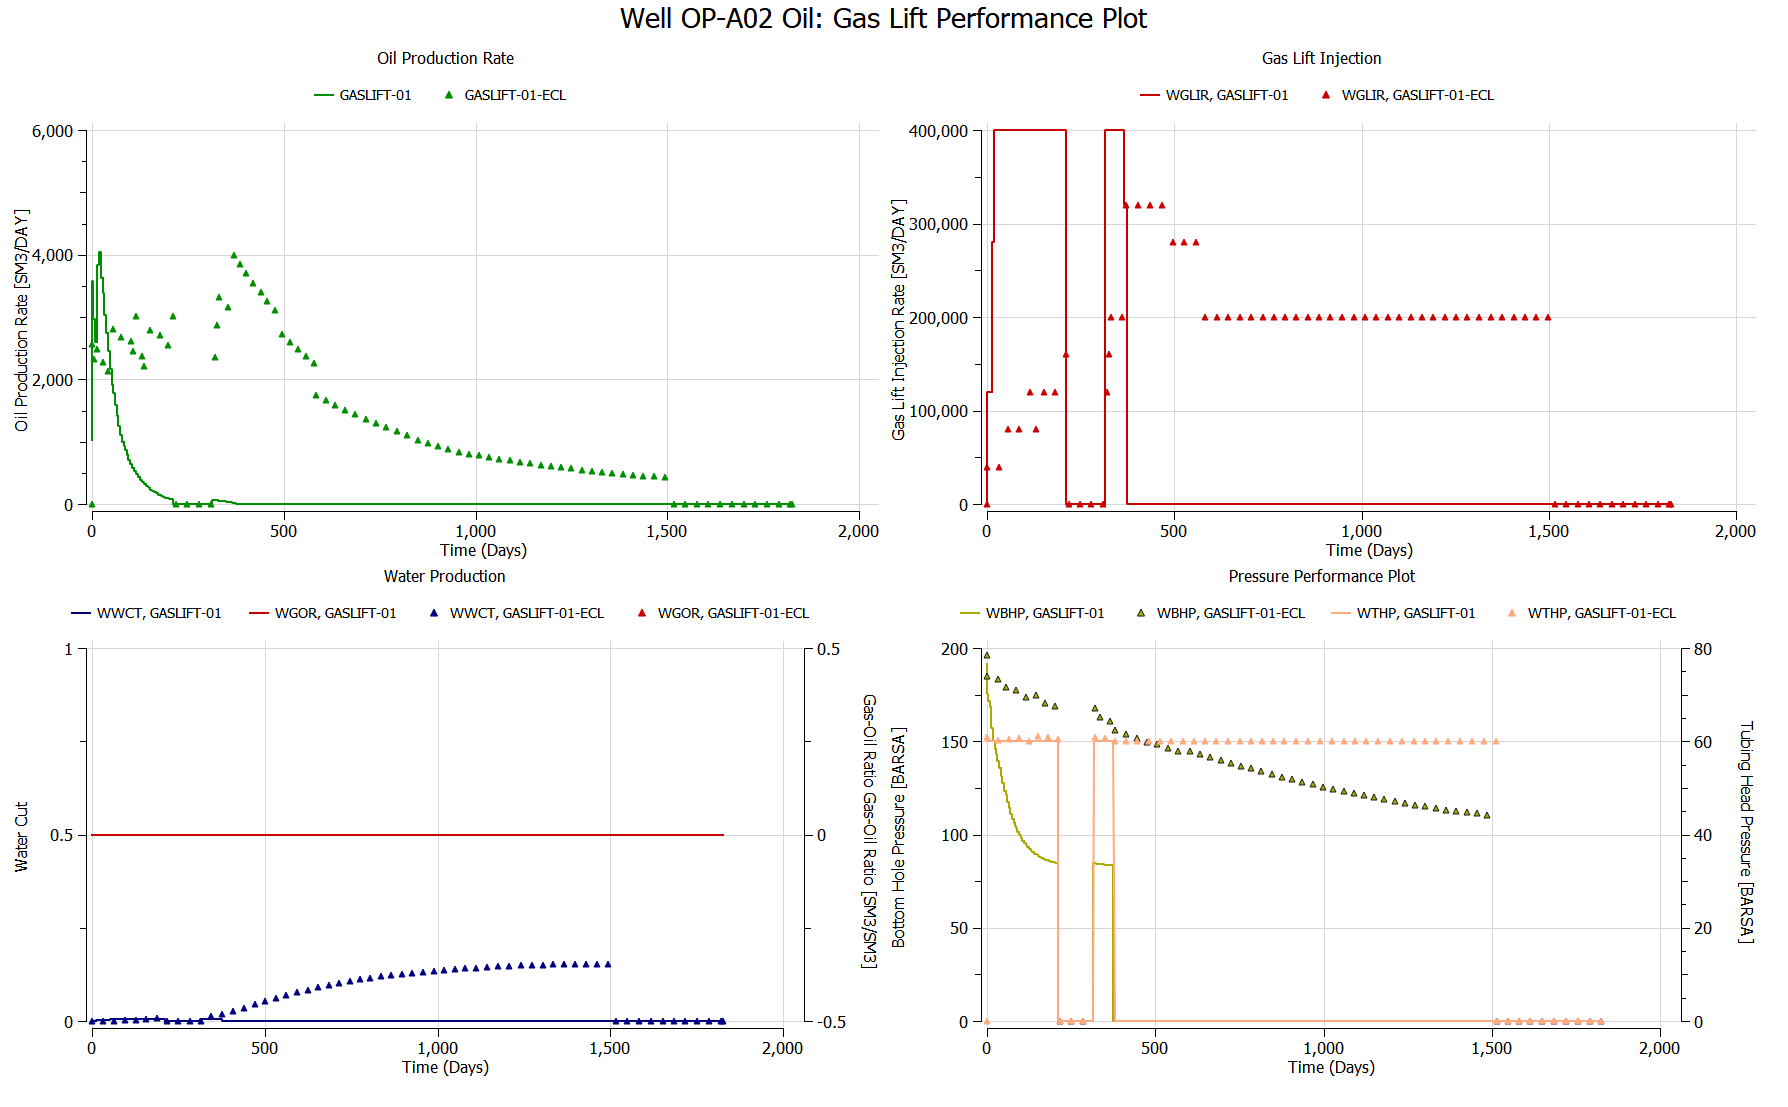 Well OP-A02 Oil: Gas Lift Performance Plot
Oil Production Rate
GASLIFT-01 GASLIFT-01-ECL
6,000
4,000
2,000
0
Oil Production Rate [SM3/DAY]
0 500 1,000 1,500 2,000
Time (Days)
Gas Lift Injection
WGLIR, GASLIFT-01 WGLIR, GASLIFT-01-ECL
400,000
300,000
200,000
100,000
0
Gas Lift Injection Rate [SM3/DAY]
0 500 1,000 1,500 2,000
Time (Days)
Water Production
WWCT, GASLIFT-01 WGOR, GASLIFT-01 WWCT, GASLIFT-01-ECL WGOR, GASLIFT-01-ECL
1
0.5
0
Water Cut
0.5
0
-0.5
Gas-Oil Ratio Gas-Oil Ratio [SM3/SM3]
0 500 1,000 1,500 2,000
Time (Days)
Pressure Performance Plot
WBHP, GASLIFT-01 WBHP, GASLIFT-01-ECL WTHP, GASLIFT-01 WTHP, GASLIFT-01-ECL
200
150
100
50
0
Bottom Hole Pressure [BARSA]
80
60
40
20
0
Tubing Head Pressure [BARSA]
0 500 1,000 1,500 2,000
Time (Days)